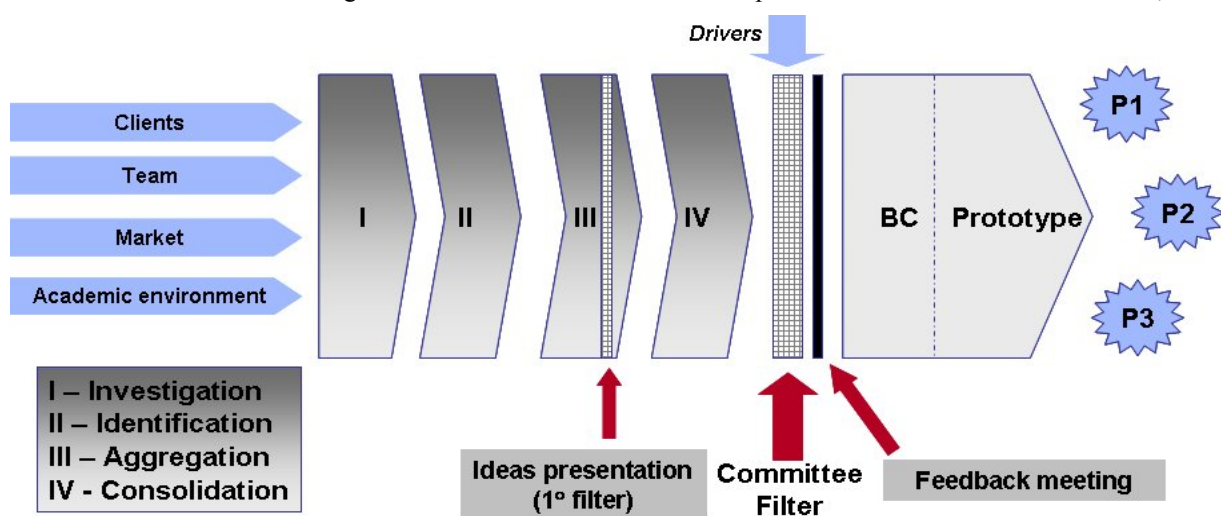 Drivers
Clients
Team
Market
Academic environment
I
II
III
IV
BC
Prototype
P1
P2
P3
I – Investigation
II – Identification
III – Aggregation
IV - Consolidation
Ideas presentation
(1º filter)
Committee
Filter
Feedback meeting